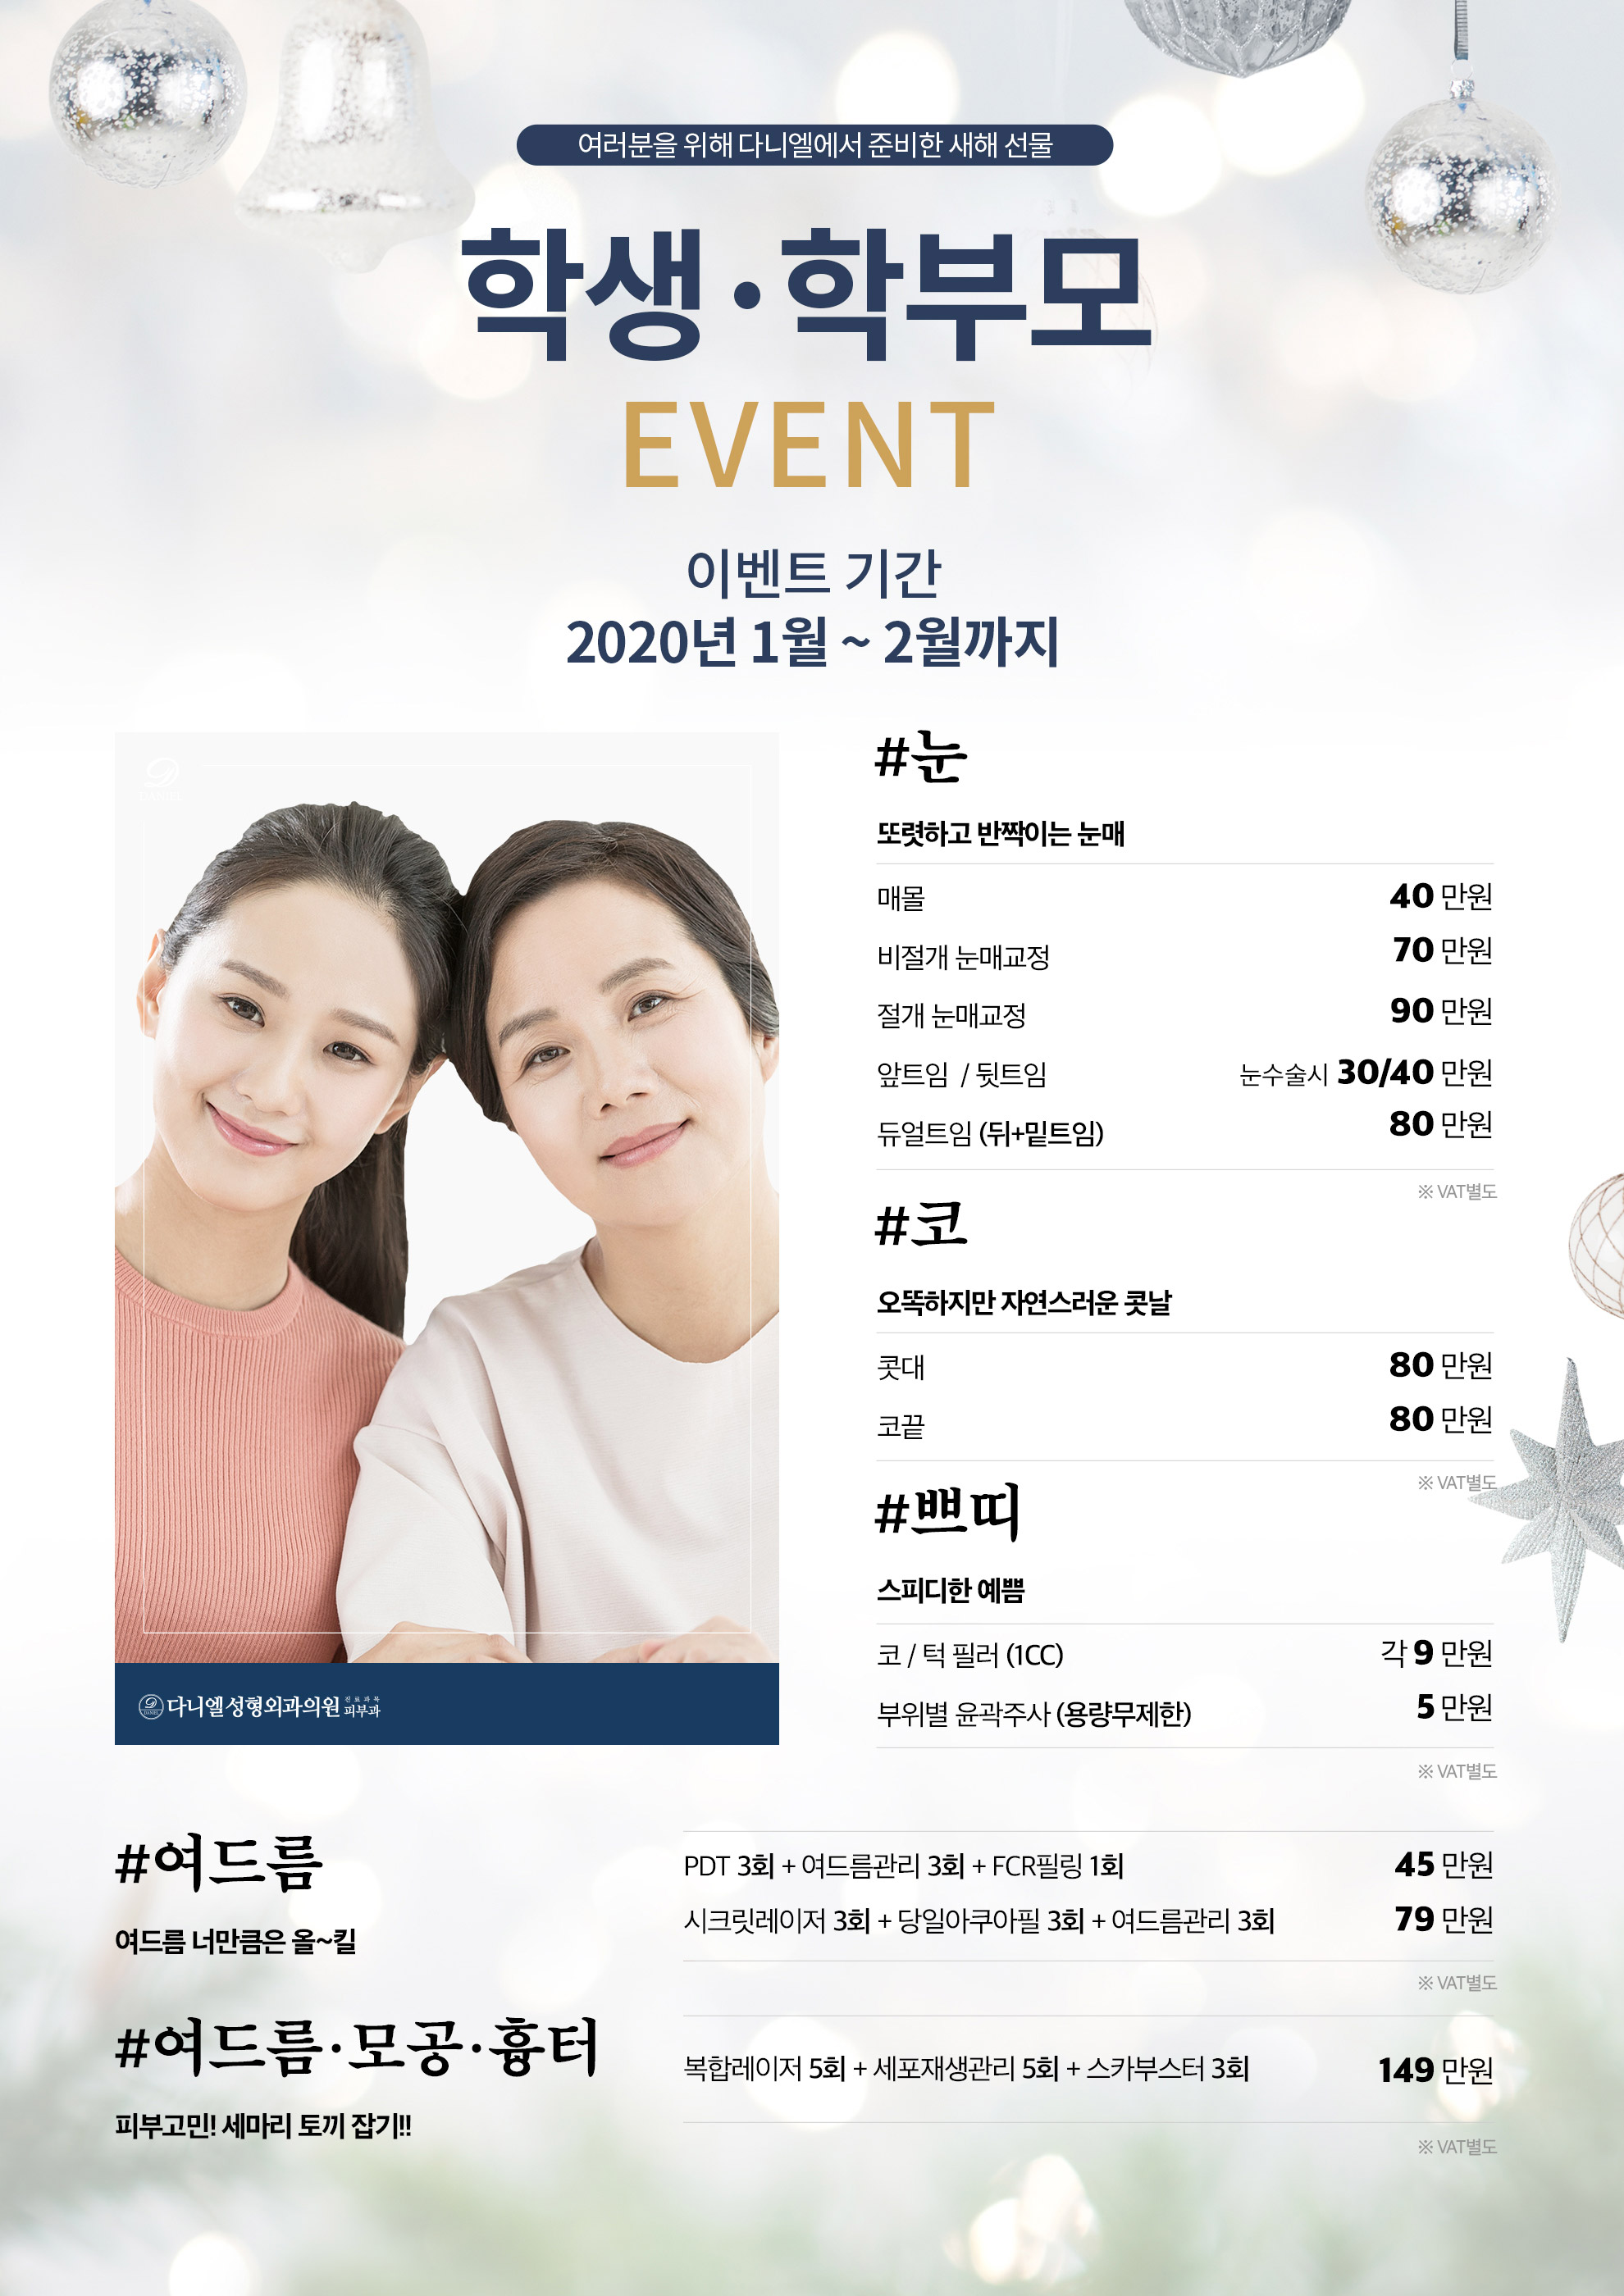 여러분을 위해 다니엘에서 준비한 새해 선물
학생·학부모
EVENT
이벤트 기간
2020년 1월 ~ 2월까지
DANIEL
#눈
또렷하고 반짝이는 눈매
매몰 40 만원
비절개 눈매교정 70 만원
절개 눈매교정 90 만원
앞트임 / 뒷트임 눈수술시 30/40 만원
듀얼트임 (뒤+밑트임) 80 만원
※ VAT별도
#코
오똑하지만 자연스러운 콧날
콧대 80 만원
코끝 80 만원
※ VAT별도
#쁘띠
스피디한 예쁨
코 / 턱 필러 (1CC) 각 9 만원
부위별 윤곽주사 (용량무제한) 5 만원
※ VAT별도
다니엘성형외과의원 진료과목 피부과
#여드름
여드름 너만큼은 올~킬
PDT 3회 + 여드름관리 3회 + FCR필링 1회 45 만원
시크릿레이저 3회 + 당일아쿠아필 3회 + 여드름관리 3회 79 만원
※ VAT별도
#여드름·모공·흉터
피부고민! 세마리 토끼 잡기!!
복합레이저 5회 + 세포재생관리 5회 + 스카부스터 3회 149 만원
※ VAT별도